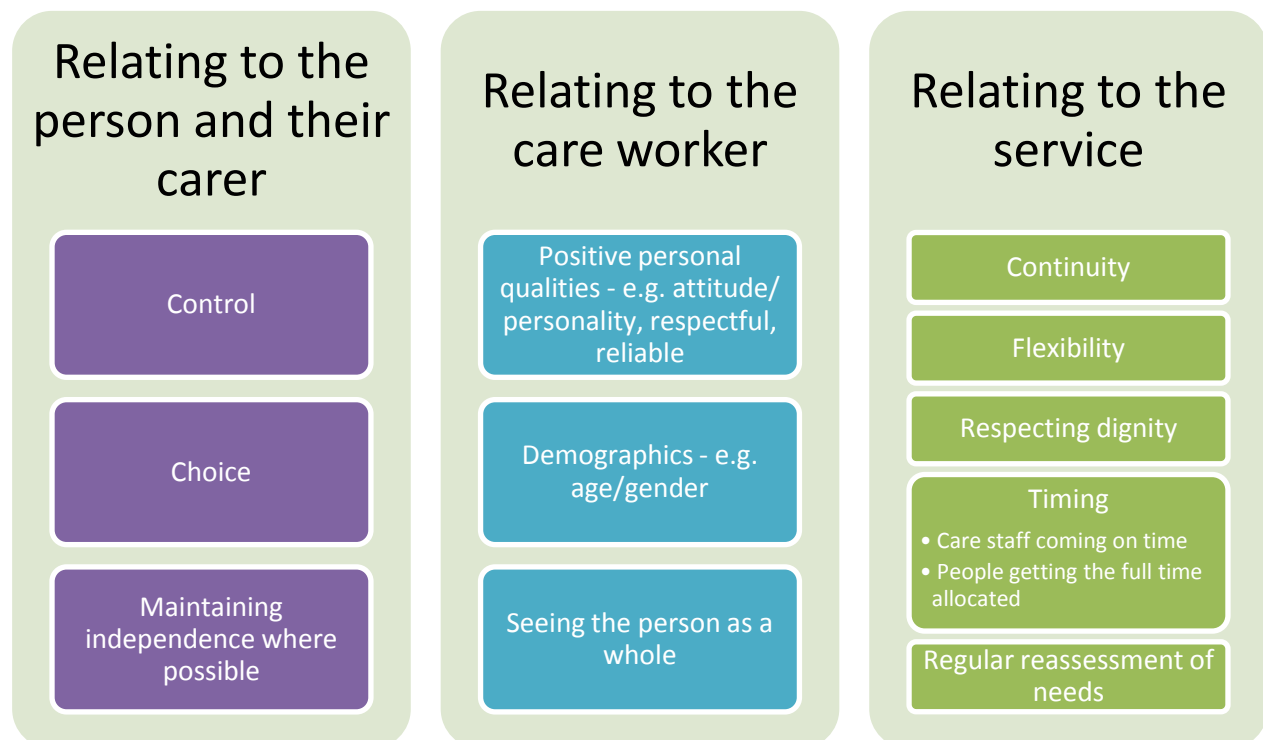 Relating to the
person and their
carer
Control
Choice
Maintaining
independence where
possible
Relating to the
care worker
Positive personal
qualities - e.g. attitude/
personality, respectful,
reliable
Demographics - e.g.
age/gender
Seeing the person as a
whole
Relating to the
service
Continuity
Flexibility
Respecting dignity
Timing
• Care staff coming on time
• People getting the full time
allocated
Regular reassessment of
needs